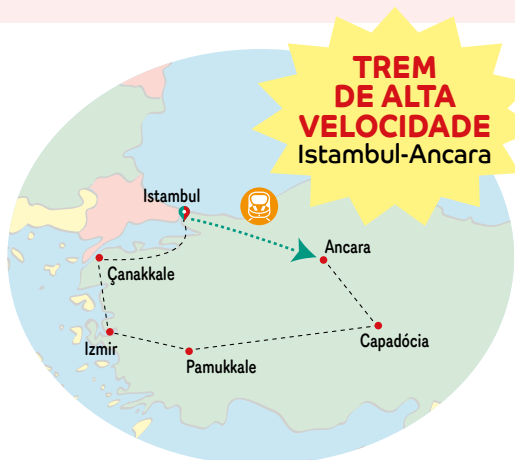 TREM
DE ALTA
VELOCIDADE
Istambul-Ancara
Istambul
Ancara
Çanakkale
Capadócia
Izmir
Pamukkale